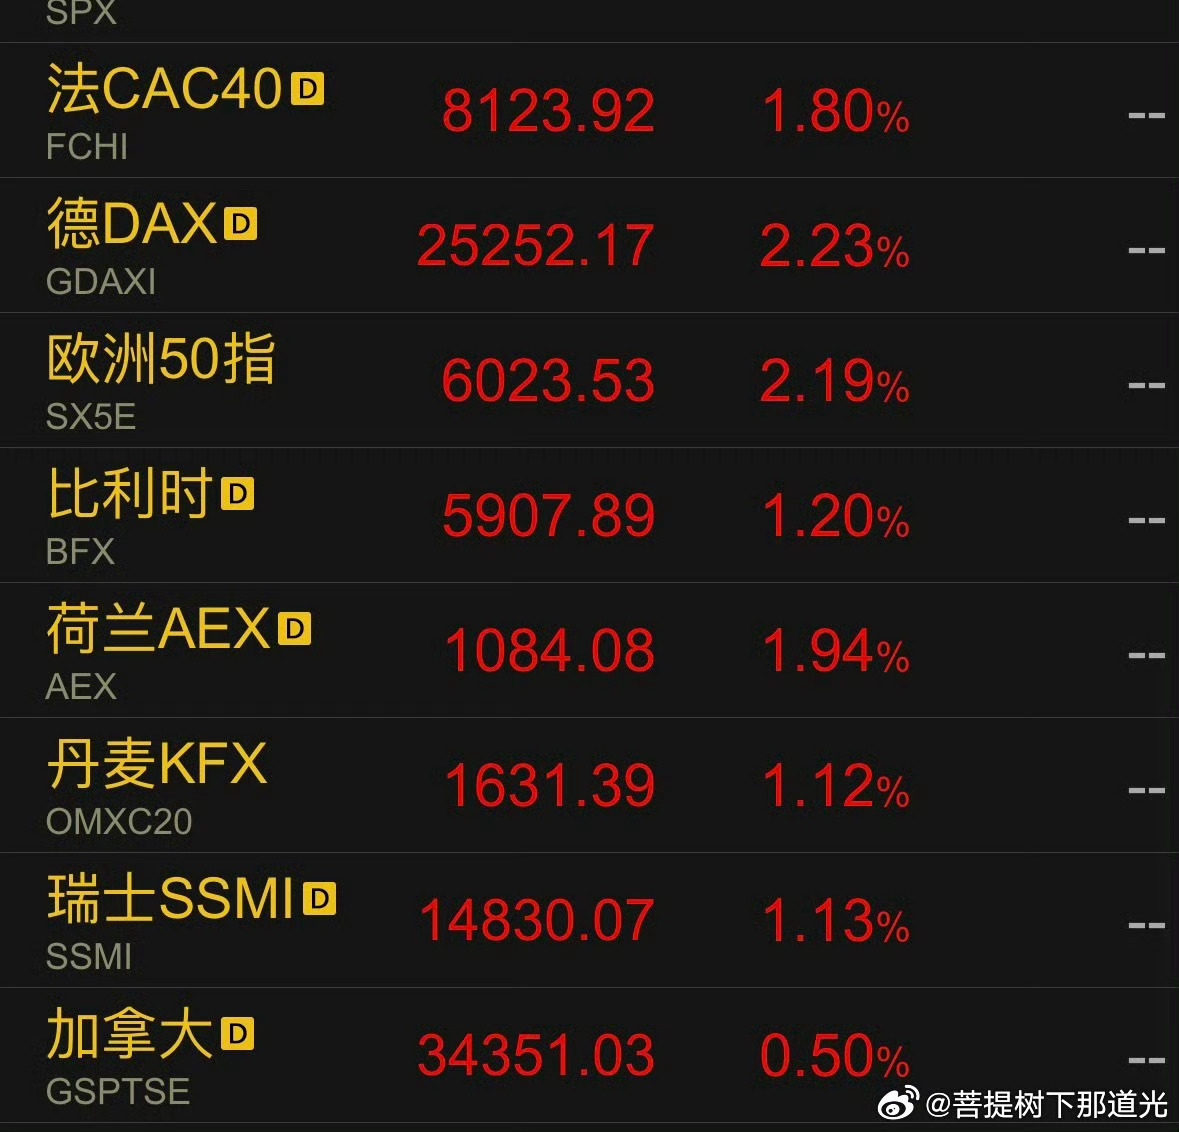 SPX
法CAC40 D 8123.92 1.80% --
FCHI
德DAX D 25252.17 2.23% --
GDAXI
欧洲50指 6023.53 2.19% --
SX5E
比利时 D 5907.89 1.20% --
BFX
荷兰AEX D 1084.08 1.94% --
AEX
丹麦KFX 1631.39 1.12% --
OMXC20
瑞士SSMI D 14830.07 1.13% --
SSMI
加拿大 D 34351.03 0.50% --
GSPTSE
@菩提树下那道光